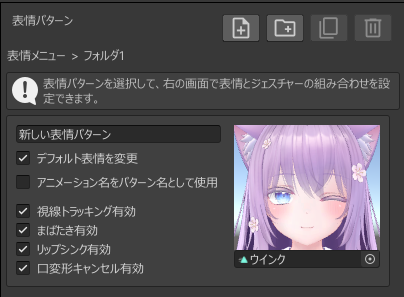 表情パターン
表情メニュー > フォルダ1
表情パターンを選択して、右の画面で表情とジェスチャーの組み合わせを設
定できます。
新しい表情パターン
デフォルト表情を変更
アニメーション名をパターン名として使用
視線トラッキング有効
まばたき有効
リップシンク有効
口変形キャンセル有効
ウインク